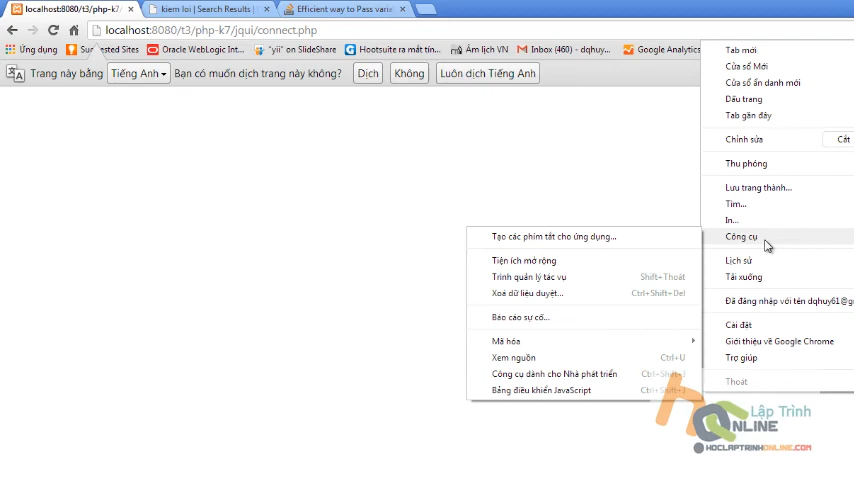 localhost:8080/t3/php-k7/
kiem loi | Search Results |
Efficient way to Pass varie
localhost:8080/t3/php-k7/jqui/connect.php
Ứng dụng Suggested Sites Oracle WebLogic Int... "yii" on SlideShare Hootsuite ra mắt tín... Âm lịch VN Inbox (460) - dqhuy... Google Analytics
Trang này bằng Tiếng Anh Bạn có muốn dịch trang này không? Dịch Không Luôn dịch Tiếng Anh
Tab mới
Cửa sổ Mới
Cửa sổ ẩn danh mới
Dấu trang
Tab gần đây
Chỉnh sửa Cắt
Thu phóng
Lưu trang thành...
Tìm...
In...
Công cụ
Lịch sử
Tải xuống
Đã đăng nhập với tên dqhuy61@g
Cài đặt
Giới thiệu về Google Chrome
Trợ giúp
Thoát
Tạo các phím tắt cho ứng dụng...
Tiện ích mở rộng
Trình quản lý tác vụ Shift+Thoát
Xoá dữ liệu duyệt... Ctrl+Shift+Del
Báo cáo sự cố...
Mã hóa
Xem nguồn Ctrl+U
Công cụ dành cho Nhà phát triển Ctrl+Shift+I
Bảng điều khiển JavaScript Ctrl+Shift+J
Lập Trình
ONLINE
HOCLAPTRINHONLINE.COM